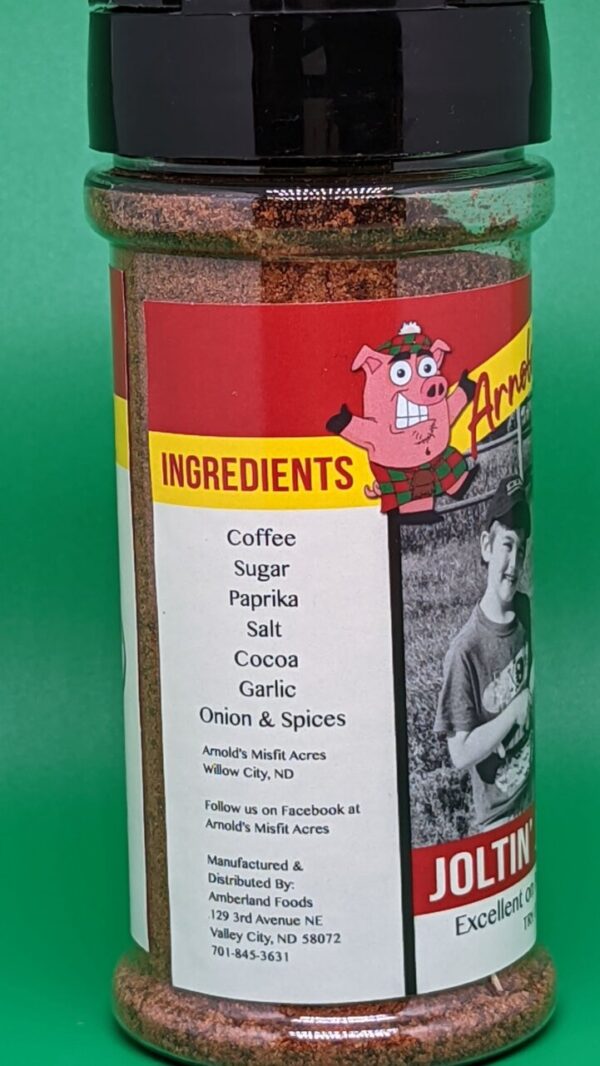 INGREDIENTS
Coffee
Sugar
Paprika
Salt
Cocoa
Garlic
Onion & Spices
Arnold's Misfit Acres
Willow City, ND
Follow us on Facebook at
Arnold's Misfit Acres
Manufactured &
Distributed By:
Amberland Foods
129 3rd Avenue NE
Valley City, ND 58072
701-845-3631
JOLTIN'
Excellent on